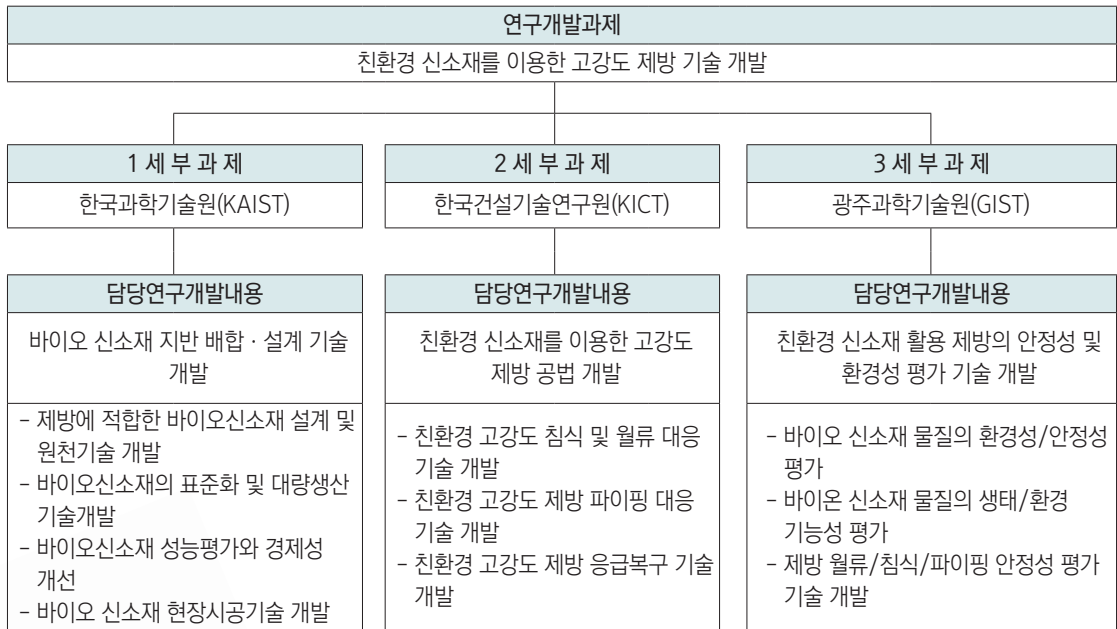 연구개발과제
친환경 신소재를 이용한 고강도 제방 기술 개발
1 세 부 과 제
한국과학기술원(KAIST)
담당연구개발내용
바이오 신소재 지반 배합 · 설계 기술
개발
- 제방에 적합한 바이오신소재 설계 및
원천기술 개발
- 바이오신소재의 표준화 및 대량생산
기술개발
- 바이오신소재 성능평가와 경제성
개선
- 바이오 신소재 현장시공기술 개발
2 세 부 과 제
한국건설기술연구원(KICT)
담당연구개발내용
친환경 신소재를 이용한 고강도
제방 공법 개발
- 친환경 고강도 침식 및 월류 대응
기술 개발
- 친환경 고강도 제방 파이핑 대응
기술 개발
- 친환경 고강도 제방 응급복구 기술
개발
3 세 부 과 제
광주과학기술원(GIST)
담당연구개발내용
친환경 신소재 활용 제방의 안정성 및
환경성 평가 기술 개발
- 바이오 신소재 물질의 환경성/안정성
평가
- 바이온 신소재 물질의 생태/환경
기능성 평가
- 제방 월류/침식/파이핑 안정성 평가
기술 개발